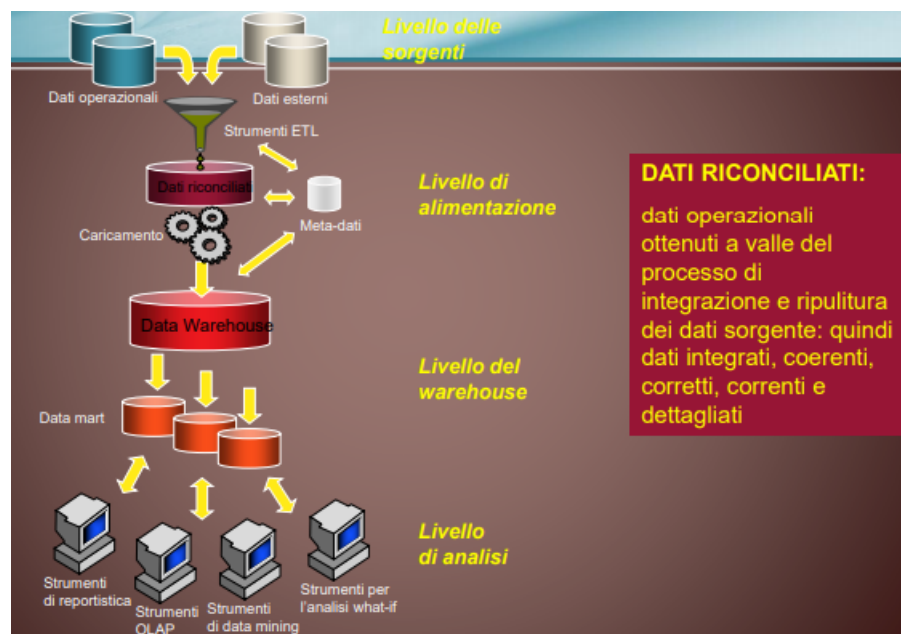 Livello delle
sorgenti
Dati operazionali
Dati esterni
Strumenti ETL
Dati riconciliati
Meta-dati
Livello di
alimentazione
Caricamento
Data Warehouse
Livello del
warehouse
Data mart
Livello
di analisi
Strumenti
di reportistica
Strumenti
OLAP
Strumenti
di data mining
Strumenti per
l'analisi what-if
DATI RICONCILIATI:
dati operazionali
ottenuti a valle del
processo di
integrazione e ripulitura
dei dati sorgente: quindi
dati integrati, coerenti,
corretti, correnti e
dettagliati